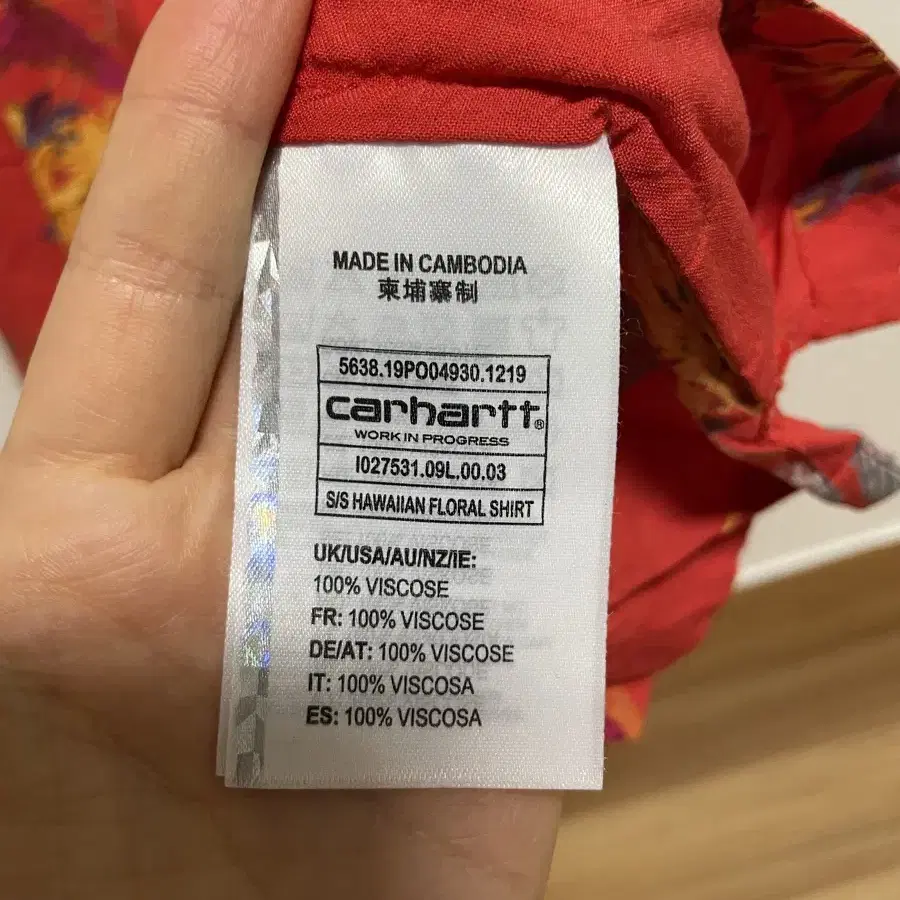 MADE IN CAMBODIA
柬埔寨制
5638.19PO04930.1219
carhartt®
WORK IN PROGRESS
I027531.09L.00.03
S/S HAWAIIAN FLORAL SHIRT
UK/USA/AU/NZ/IE:
100% VISCOSE
FR: 100% VISCOSE
DE/AT: 100% VISCOSE
IT: 100% VISCOSA
ES: 100% VISCOSA